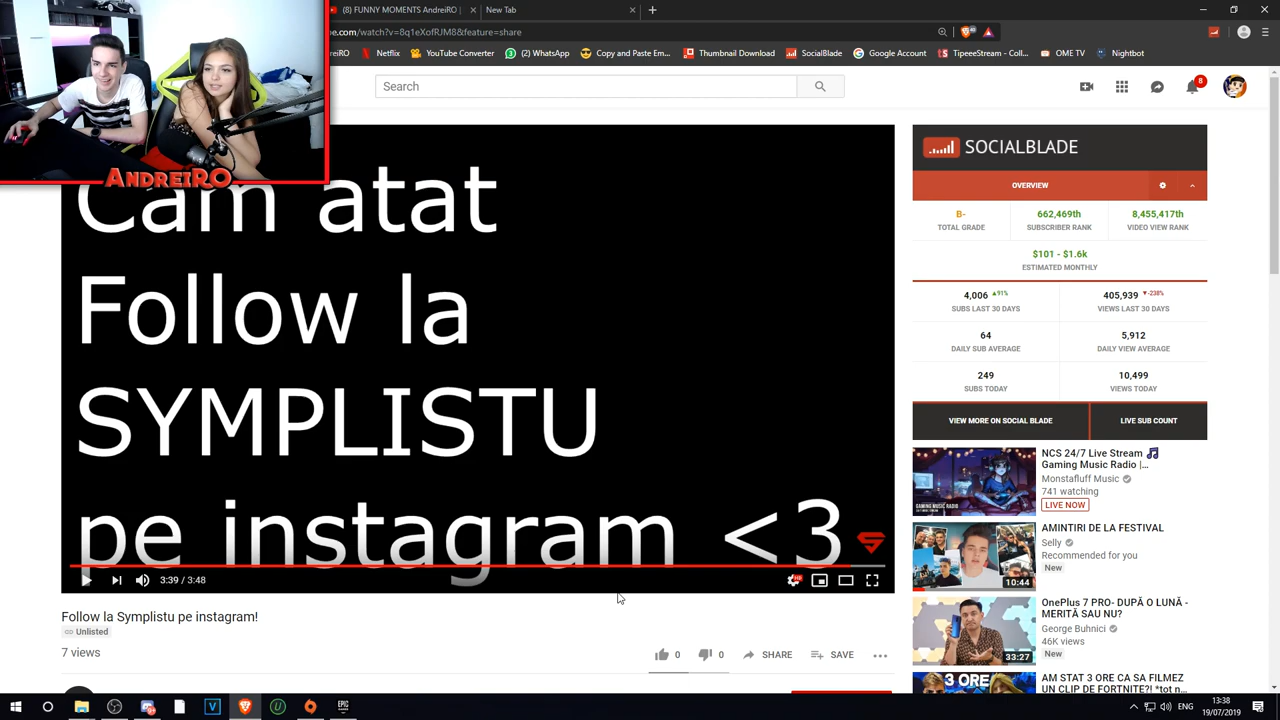 (8) FUNNY MOMENTS AndreiRO |
New Tab
be.com/watch?v=8q1eXofRJM8&feature=share
Netflix
YouTube Converter
(2) WhatsApp
Copy and Paste Em...
Thumbnail Download
SocialBlade
Google Account
TipeeeStream - Coll...
OME TV
Nightbot
Search
8
ANDREIRO
Cam atat
Follow la
SYMPLISTU
pe instagram <3
3:39 / 3:48
Follow la Symplistu pe instagram!
Unlisted
7 views
0
0
SHARE
SAVE
SOCIALBLADE
OVERVIEW
B-
662,469th
8,455,417th
TOTAL GRADE
SUBSCRIBER RANK
VIDEO VIEW RANK
$101 - $1.6k
ESTIMATED MONTHLY
4,006 ▲91%
405,939 ▼-238%
SUBS LAST 30 DAYS
VIEWS LAST 30 DAYS
64
5,912
DAILY SUB AVERAGE
DAILY VIEW AVERAGE
249
10,499
SUBS TODAY
VIEWS TODAY
VIEW MORE ON SOCIAL BLADE
LIVE SUB COUNT
NCS 24/7 Live Stream 🎵
Gaming Music Radio |...
Monstafluff Music
741 watching
LIVE NOW
AMINTIRI DE LA FESTIVAL
Selly
Recommended for you
New
10:44
OnePlus 7 PRO- DUPĂ O LUNĂ -
MERITĂ SAU NU?
George Buhnici
46K views
New
33:27
AM STAT 3 ORE CA SA FILMEZ
UN CLIP DE FORTNITE?! *tot n...
3 ORE
ENG
13:38
19/07/2019